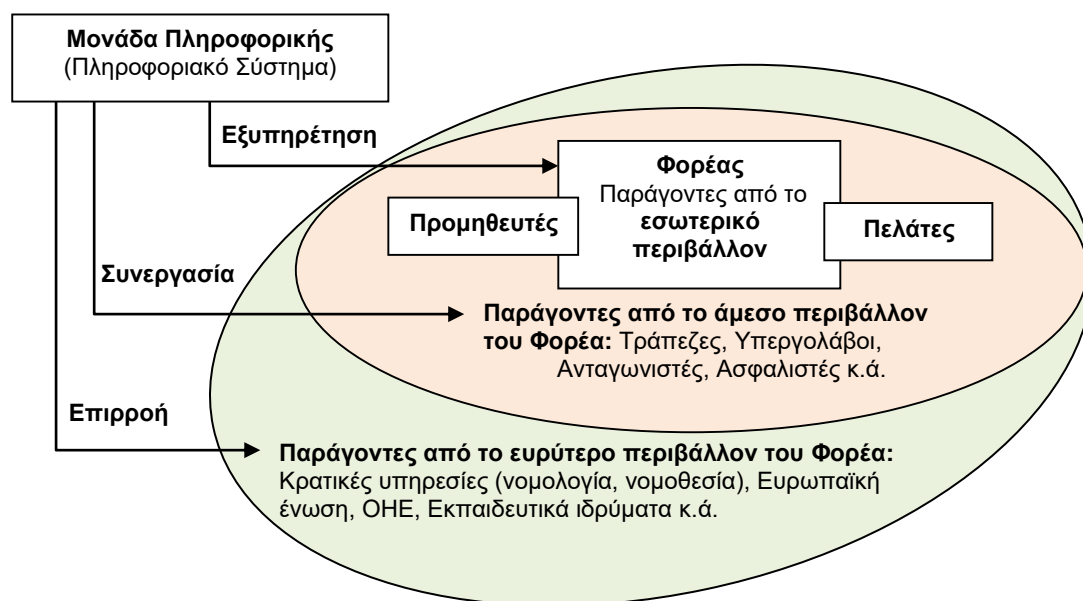 Μονάδα Πληροφορικής
(Πληροφοριακό Σύστημα)
Εξυπηρέτηση
Φορέας
Παράγοντες από το
εσωτερικό
περιβάλλον
Προμηθευτές
Πελάτες
Συνεργασία
Παράγοντες από το άμεσο περιβάλλον
του Φορέα: Τράπεζες, Υπεργολάβοι,
Ανταγωνιστές, Ασφαλιστές κ.ά.
Επιρροή
Παράγοντες από το ευρύτερο περιβάλλον του Φορέα:
Κρατικές υπηρεσίες (νομολογία, νομοθεσία), Ευρωπαϊκή
ένωση, ΟΗΕ, Εκπαιδευτικά ιδρύματα κ.ά.